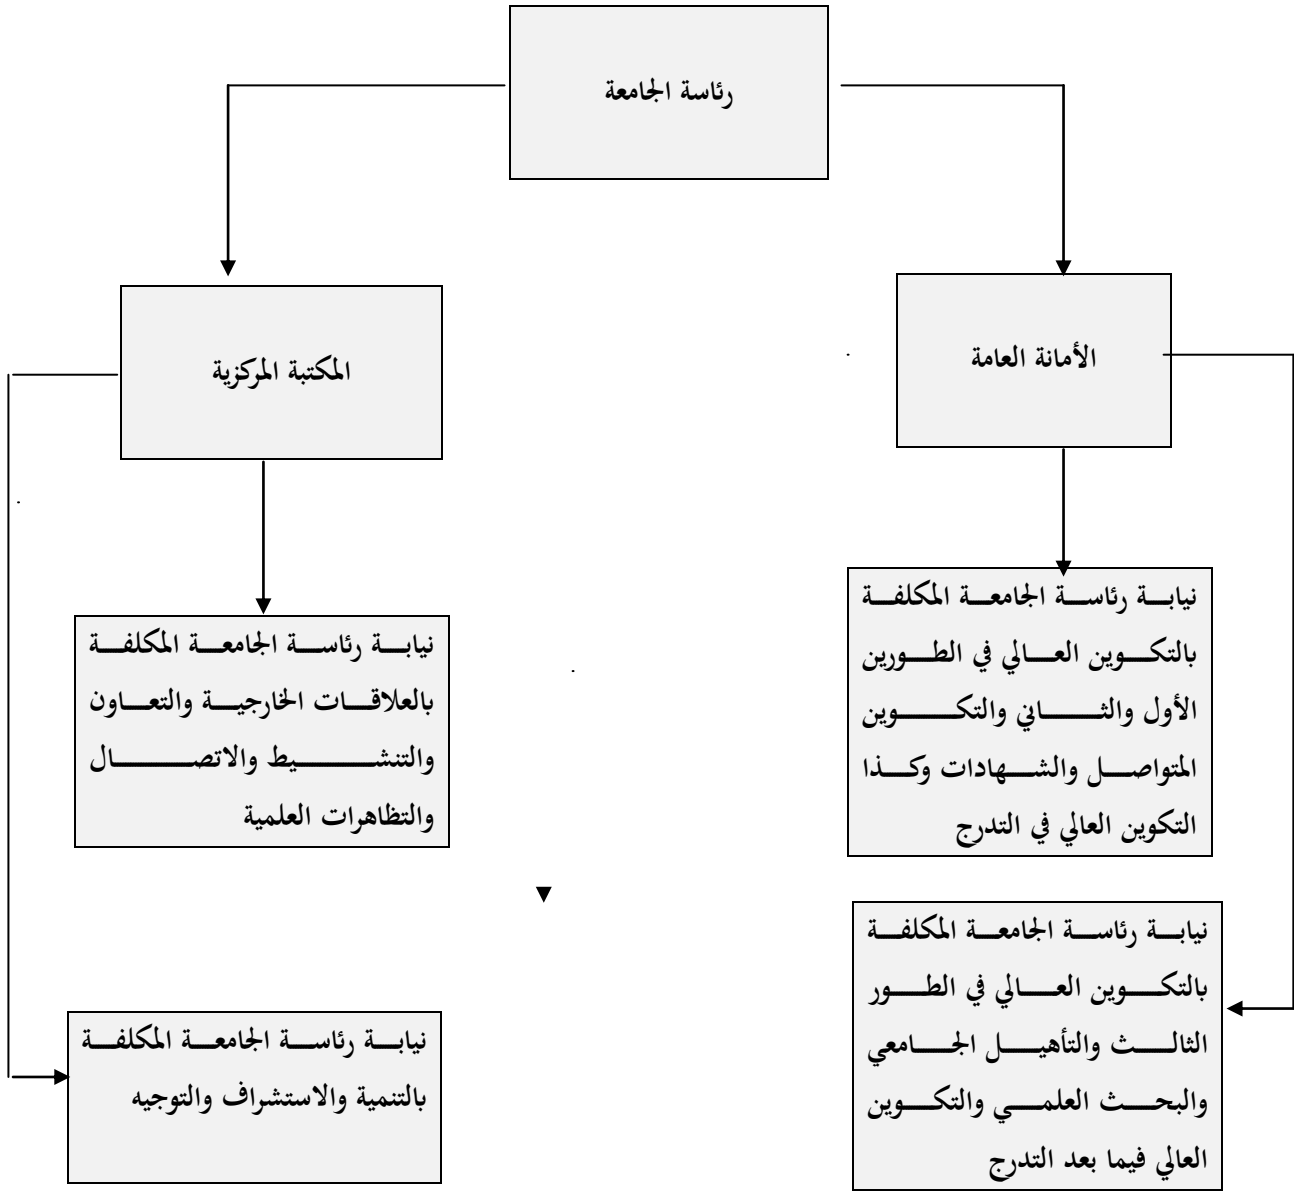 رئاسة الجامعة
الأمانة العامة
المكتبة المركزية
نيابة رئاسة الجامعة المكلفة
بالتكوين العالي في الطورين
الأول والثاني والتكوين
المتواصل والشهادات وكذا
التكوين العالي في التدرج
نيابة رئاسة الجامعة المكلفة
بالعلاقات الخارجية والتعاون
والتنشيط والاتصال
والتظاهرات العلمية
نيابة رئاسة الجامعة المكلفة
بالتكوين العالي في الطور
الثالث والتأهيل الجامعي
والبحث العلمي والتكوين
العالي فيما بعد التدرج
نيابة رئاسة الجامعة المكلفة
بالتنمية والاستشراف والتوجيه